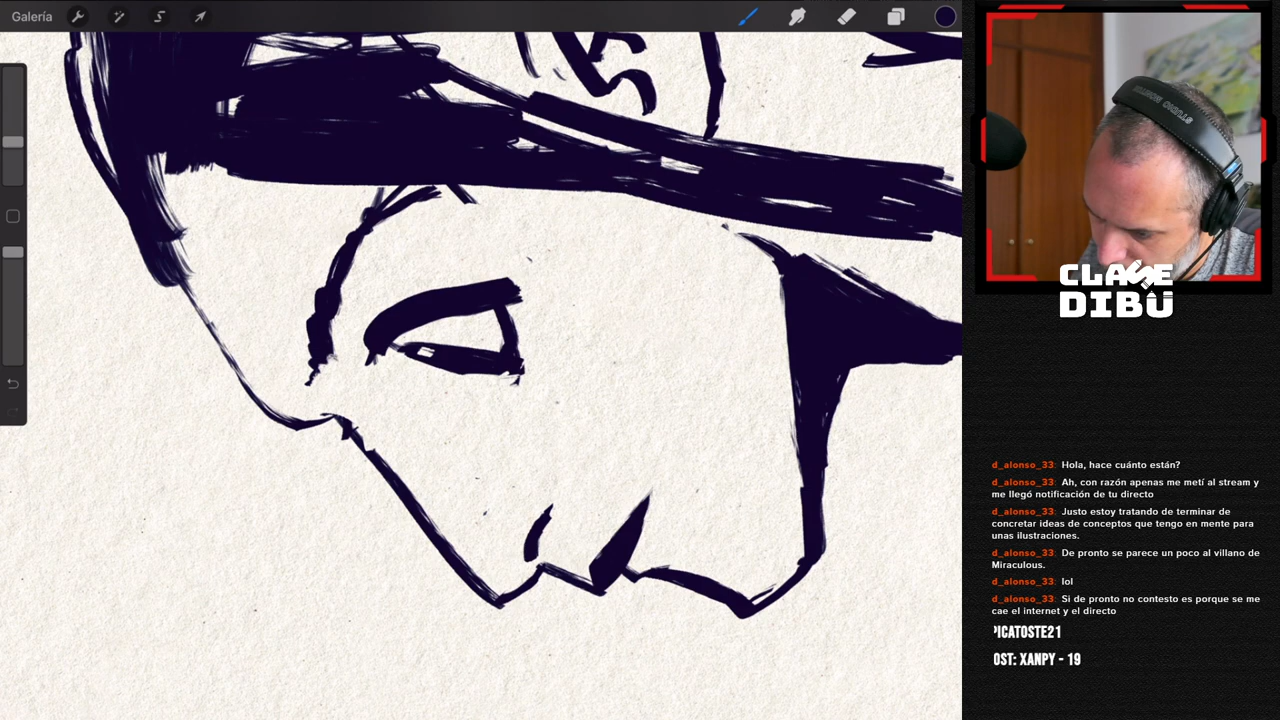 Galería
STUDIO MONITOR
CLASE
DIBU
d_alonso_33: Hola, hace cuánto están?
d_alonso_33: Ah, con razón apenas me metí al stream y
me llegó notificación de tu directo
d_alonso_33: Justo estoy tratando de terminar de
concretar ideas de conceptos que tengo en mente para
unas ilustraciones.
d_alonso_33: De pronto se parece un poco al villano de
Miraculous.
d_alonso_33: lol
d_alonso_33: Si de pronto no contesto es porque se me
cae el internet y el directo
PICATOSTE21
OST: XANPY - 19